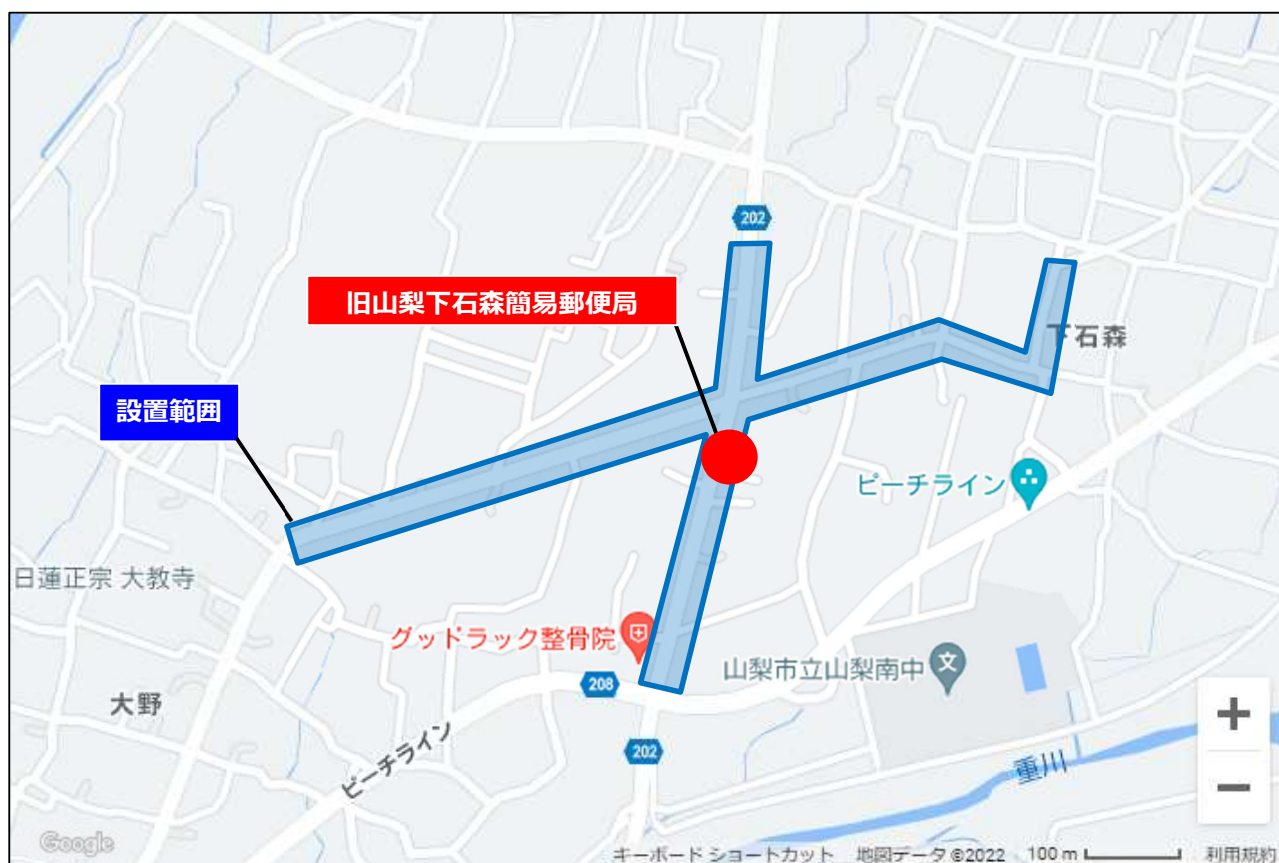 202
旧山梨下石森簡易郵便局
下石森
設置範囲
ピーチライン
日蓮正宗 大教寺
グッドラック整骨院
山梨市立山梨南中
文
208
大野
202
ピーチライン
重川
+
−
Google
キーボード ショートカット 地図データ ©2022 100 m 利用規約